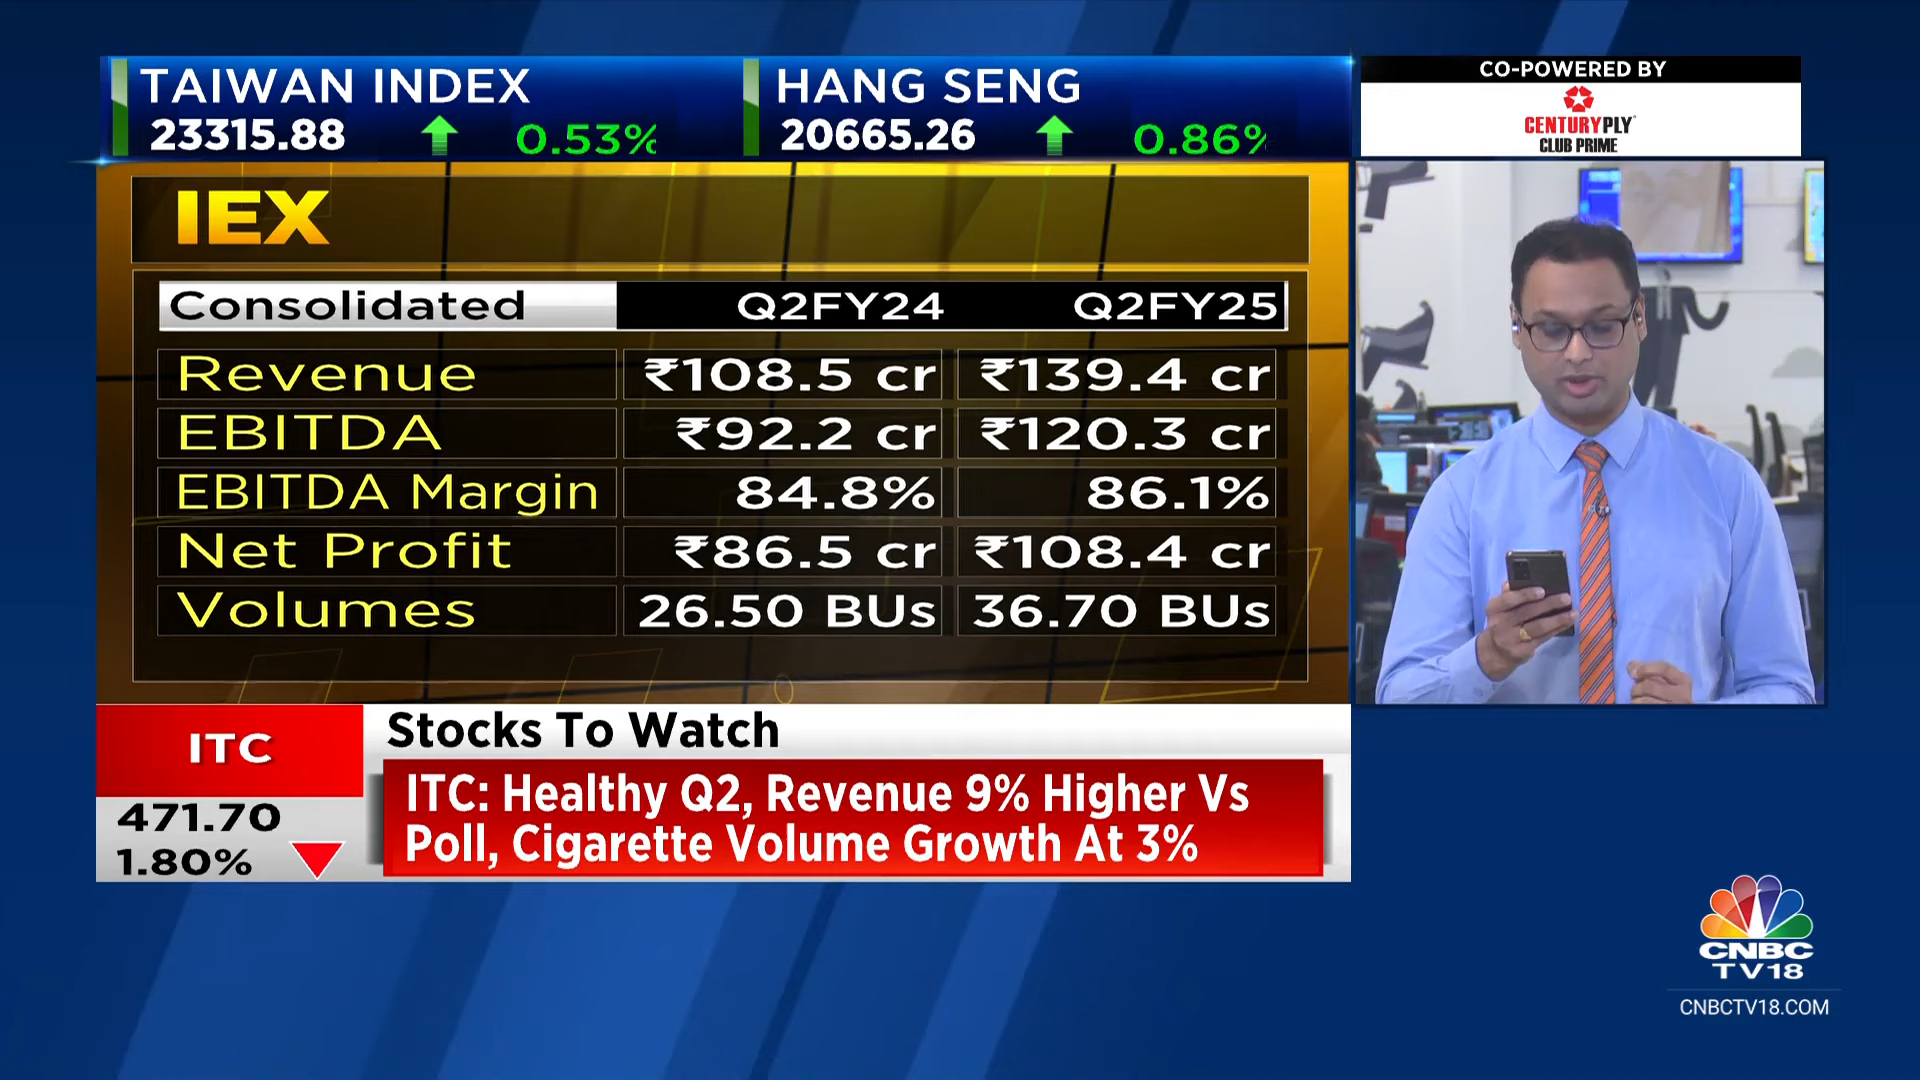 TAIWAN INDEX
23315.88 0.53%
HANG SENG
20665.26 0.86%
CO-POWERED BY
CENTURYPLY
CLUB PRIME
IEX
Consolidated Q2FY24 Q2FY25
Revenue ₹108.5 cr ₹139.4 cr
EBITDA ₹92.2 cr ₹120.3 cr
EBITDA Margin 84.8% 86.1%
Net Profit ₹86.5 cr ₹108.4 cr
Volumes 26.50 BUs 36.70 BUs
ITC
471.70
1.80%
Stocks To Watch
ITC: Healthy Q2, Revenue 9% Higher Vs
Poll, Cigarette Volume Growth At 3%
CNBC
TV18
CNBCTV18.COM